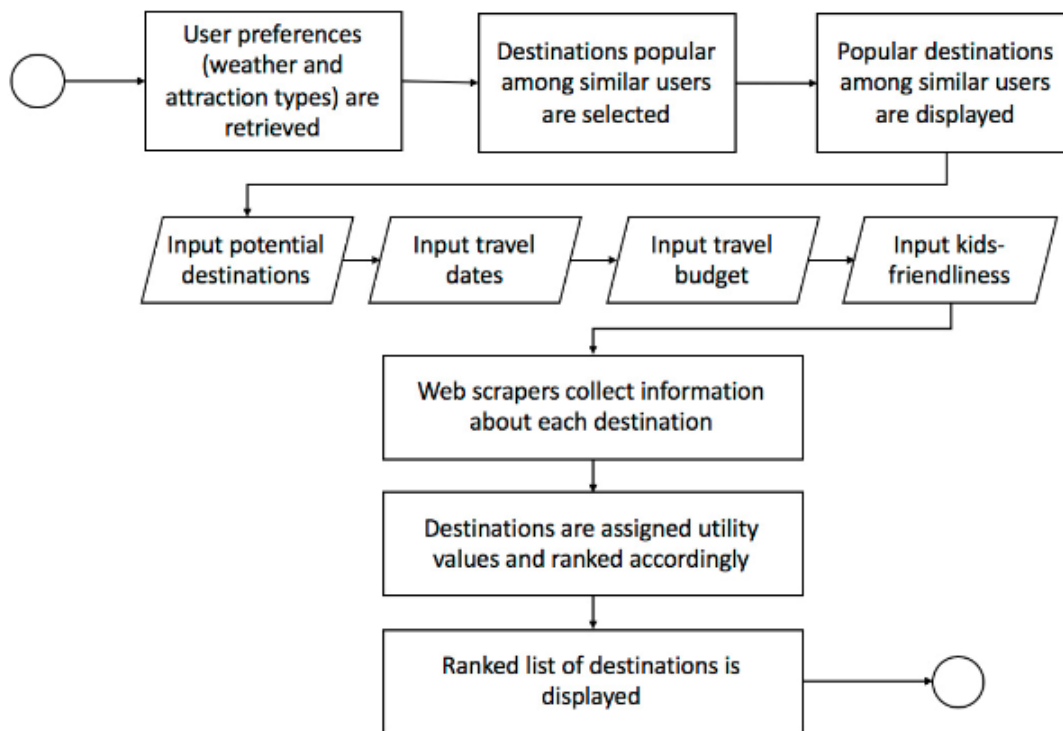 User preferences
(weather and
attraction types) are
retrieved
Destinations popular
among similar users
are selected
Popular destinations
among similar users
are displayed
Input potential
destinations
Input travel
dates
Input travel
budget
Input kids-
friendliness
Web scrapers collect information
about each destination
Destinations are assigned utility
values and ranked accordingly
Ranked list of destinations is
displayed